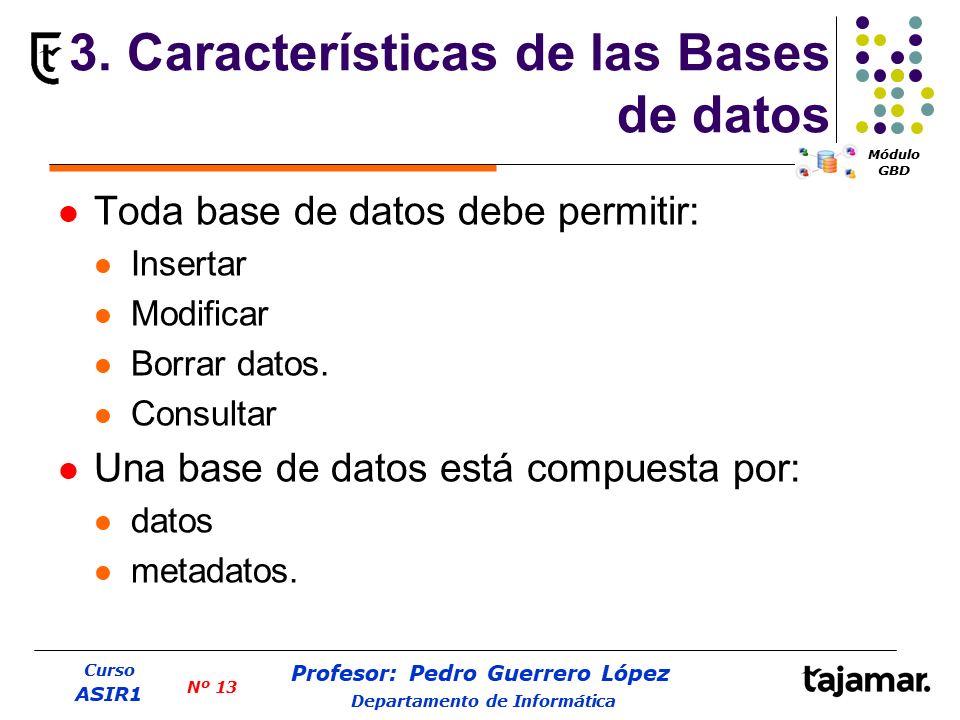 3. Características de las Bases
de datos
Módulo
GBD
Toda base de datos debe permitir:
Insertar
Modificar
Borrar datos.
Consultar
Una base de datos está compuesta por:
datos
metadatos.
Curso
ASIR1
Nº 13
Profesor: Pedro Guerrero López
Departamento de Informática
tajamar.